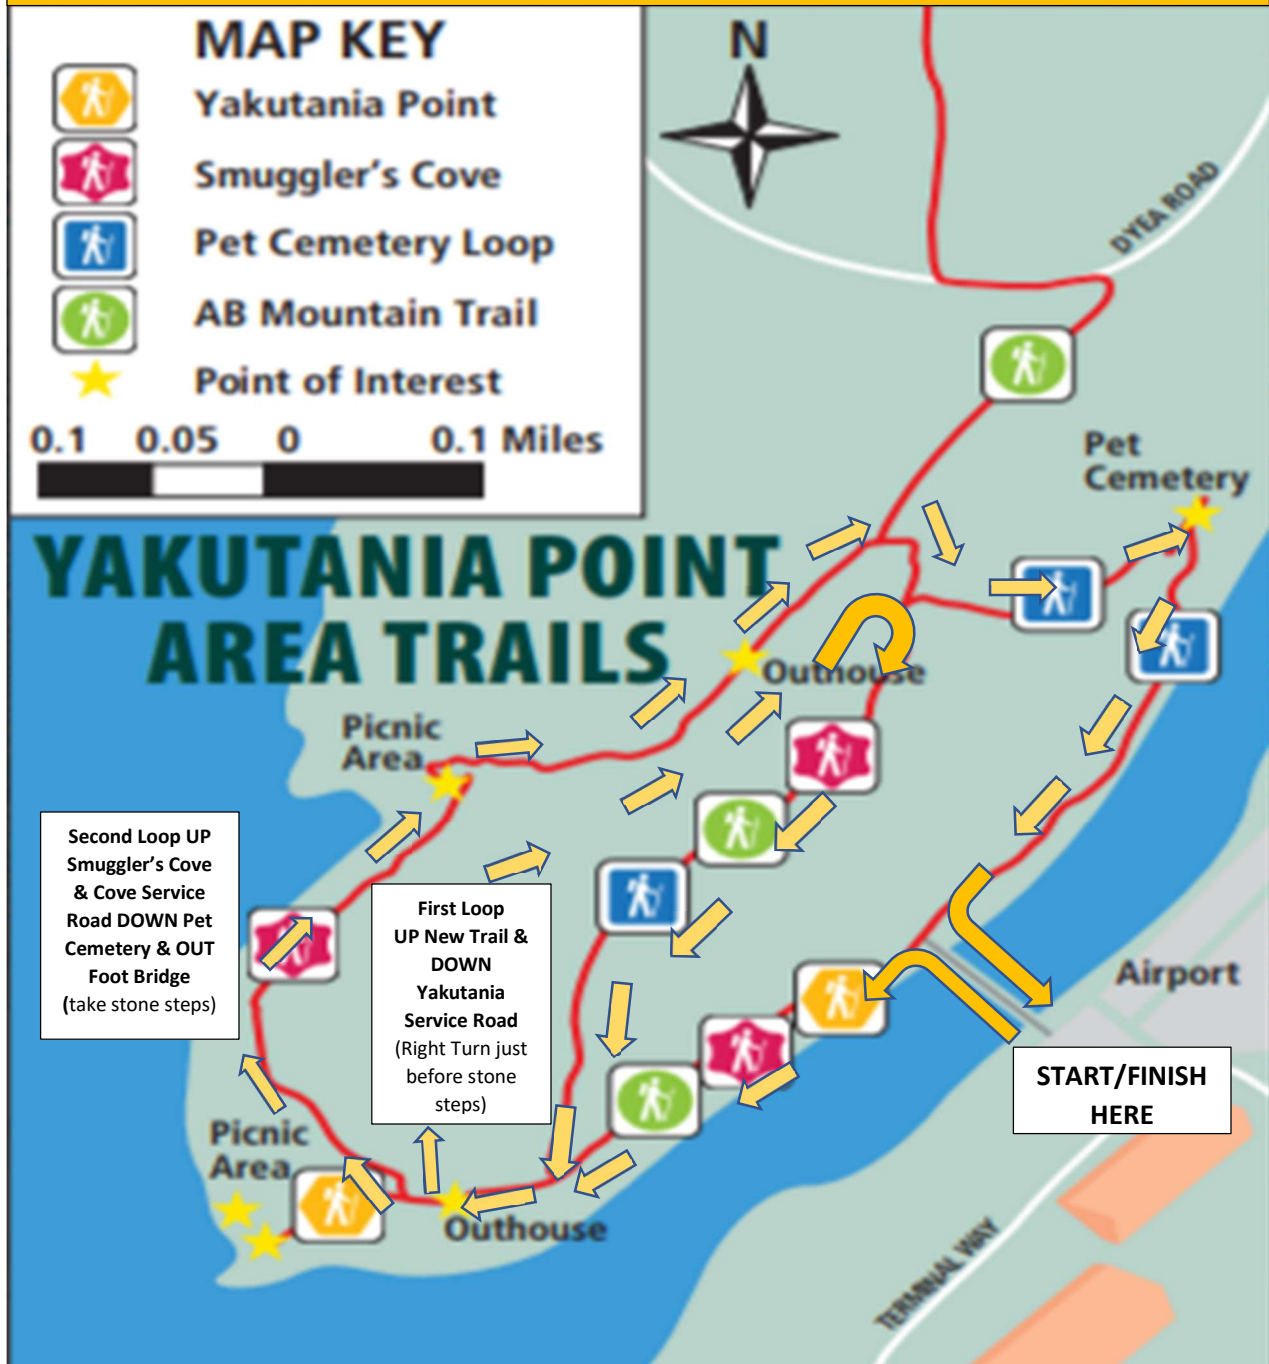 MAP KEY
Yakutania Point
Smuggler's Cove
Pet Cemetery Loop
AB Mountain Trail
Point of Interest
0.1 0.05 0 0.1 Miles
N
DYEA ROAD
Pet
Cemetery
YAKUTANIA POINT
AREA TRAILS
Outhouse
Picnic
Area
Second Loop UP
Smuggler's Cove
& Cove Service
Road DOWN Pet
Cemetery & OUT
Foot Bridge
(take stone steps)
First Loop
UP New Trail &
DOWN
Yakutania
Service Road
(Right Turn just
before stone
steps)
Airport
START/FINISH
HERE
Picnic
Area
Outhouse
TERMINAL WAY